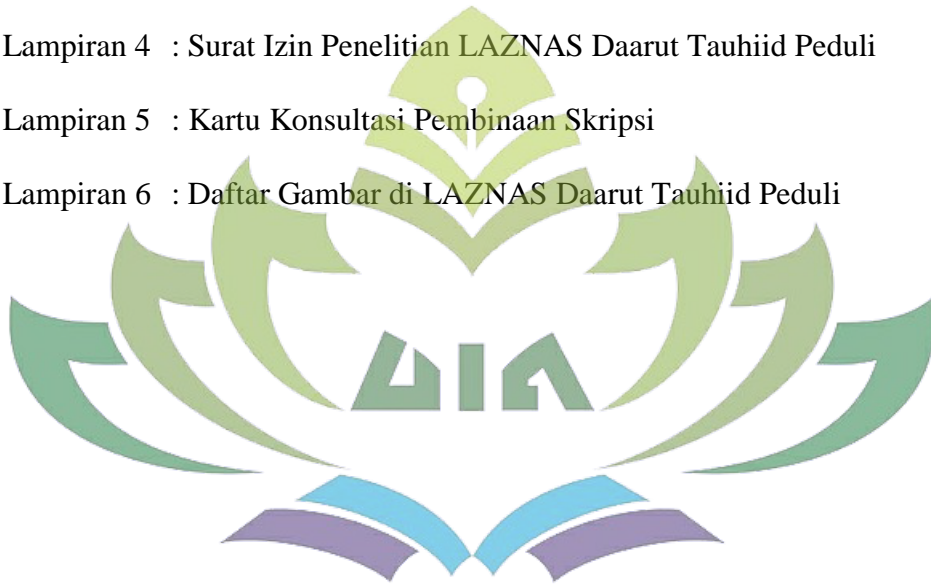 Lampiran 4 : Surat Izin Penelitian LAZNAS Daarut Tauhiid Peduli
Lampiran 5 : Kartu Konsultasi Pembinaan Skripsi
Lampiran 6 : Daftar Gambar di LAZNAS Daarut Tauhiid Peduli
UIN